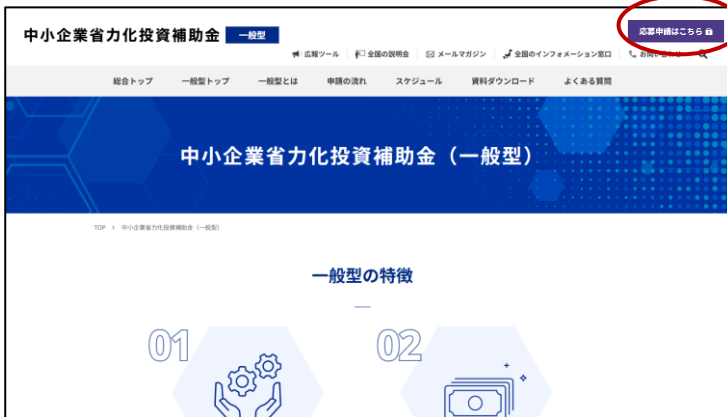 中小企業省力化投資補助金 一般型
応募申請はこちら
広報ツール 全国の説明会 メールマガジン 全国のインフォメーション窓口 お問い合わせ
総合トップ 一般型トップ 一般型とは 申請の流れ スケジュール 資料ダウンロード よくある質問
中小企業省力化投資補助金（一般型）
TOP > 中小企業省力化投資補助金（一般型）
一般型の特徴
01 02